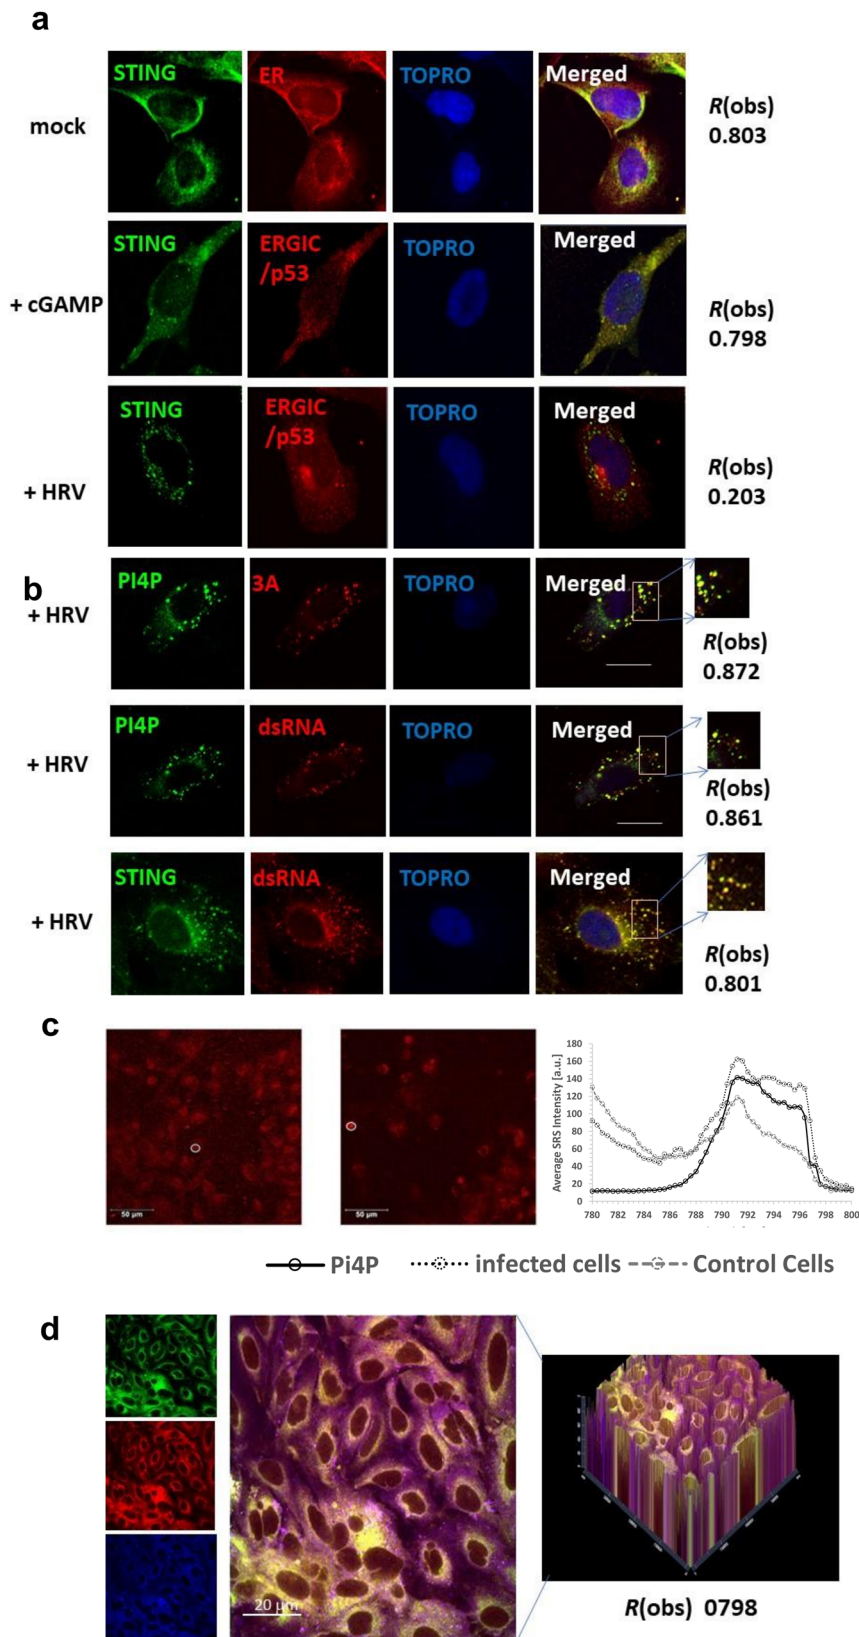 a
STING
ER
TOPRO
Merged
mock
R(obs)
0.803
STING
ERGIC
/p53
TOPRO
Merged
+ cGAMP
R(obs)
0.798
STING
ERGIC
/p53
TOPRO
Merged
+ HRV
R(obs)
0.203
b
PI4P
3A
TOPRO
Merged
+ HRV
R(obs)
0.872
PI4P
dsRNA
TOPRO
Merged
+ HRV
R(obs)
0.861
STING
dsRNA
TOPRO
Merged
+ HRV
R(obs)
0.801
c
50 µm
50 µm
Average SRS Intensity [a.u.]
180
160
140
120
100
80
60
40
20
0
780 782 784 786 788 790 792 794 796 798 800
Pi4P
infected cells
Control Cells
d
20 µm
R(obs) 0798